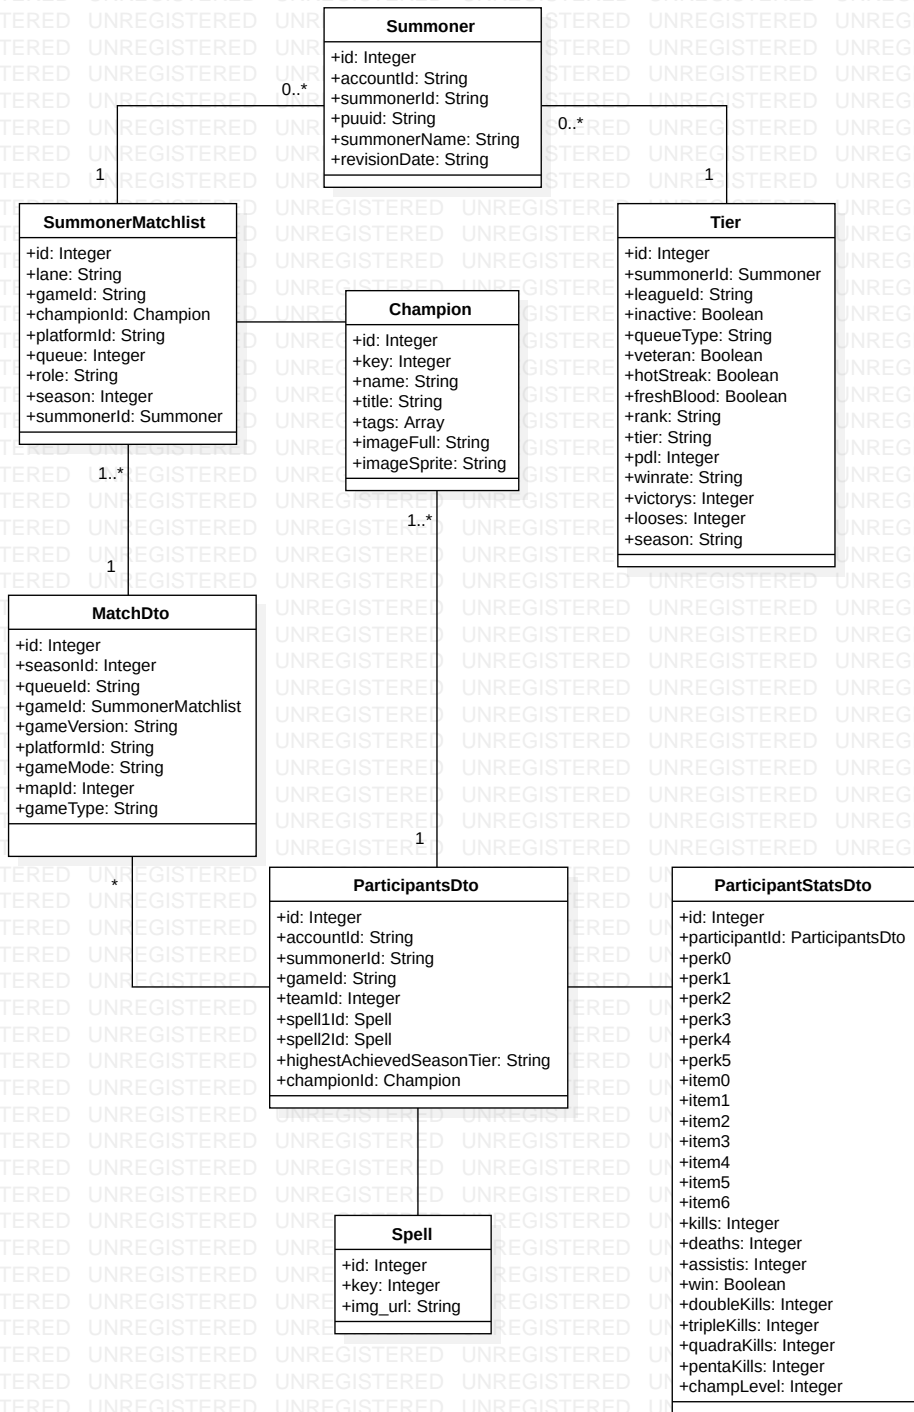 Summoner
+id: Integer
+accountId: String
+summonerId: String
+puuid: String
+summonerName: String
+revisionDate: String
0..*
0..*
1
1
SummonerMatchlist
+id: Integer
+lane: String
+gameId: String
+championId: Champion
+platformId: String
+queue: Integer
+role: String
+season: Integer
+summonerId: Summoner
Tier
+id: Integer
+summonerId: Summoner
+leagueId: String
+inactive: Boolean
+queueType: String
+veteran: Boolean
+hotStreak: Boolean
+freshBlood: Boolean
+rank: String
+tier: String
+pdl: Integer
+winrate: String
+victorys: Integer
+looses: Integer
+season: String
Champion
+id: Integer
+key: Integer
+name: String
+title: String
+tags: Array
+imageFull: String
+imageSprite: String
1..*
1..*
1
MatchDto
+id: Integer
+seasonId: Integer
+queueId: String
+gameId: SummonerMatchlist
+gameVersion: String
+platformId: String
+gameMode: String
+mapId: Integer
+gameType: String
1
*
ParticipantsDto
+id: Integer
+accountId: String
+summonerId: String
+gameId: String
+teamId: Integer
+spell1Id: Spell
+spell2Id: Spell
+highestAchievedSeasonTier: String
+championId: Champion
ParticipantStatsDto
+id: Integer
+participantId: ParticipantsDto
+perk0
+perk1
+perk2
+perk3
+perk4
+perk5
+item0
+item1
+item2
+item3
+item4
+item5
+item6
+kills: Integer
+deaths: Integer
+assistis: Integer
+win: Boolean
+doubleKills: Integer
+tripleKills: Integer
+quadraKills: Integer
+pentaKills: Integer
+champLevel: Integer
Spell
+id: Integer
+key: Integer
+img_url: String
UNREGISTERED